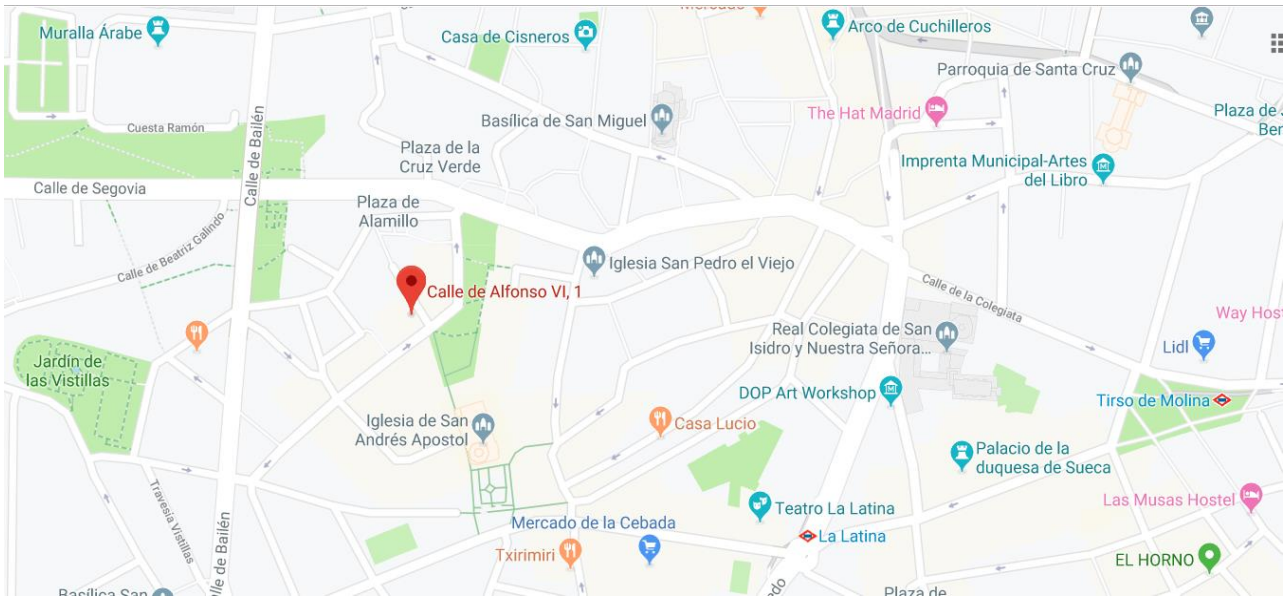 Mercado
Muralla Árabe
Casa de Cisneros
Arco de Cuchilleros
Parroquia de Santa Cruz
The Hat Madrid
Plaza de
Ben
Cuesta Ramón
Calle de Bailén
Basílica de San Miguel
Plaza de la
Cruz Verde
Imprenta Municipal-Artes
del Libro
Calle de Segovia
Plaza de
Alamillo
Calle de Beatriz Galindo
Iglesia San Pedro el Viejo
Calle de Alfonso VI, 1
Calle de la Colegiata
Way Host
Real Colegiata de San
Isidro y Nuestra Señora...
Lidl
Jardín de
las Vistillas
DOP Art Workshop
Tirso de Molina
Iglesia de San
Andrés Apostol
Casa Lucio
Palacio de la
duquesa de Sueca
Travesía Vistillas
Las Musas Hostel
Teatro La Latina
Mercado de la Cebada
La Latina
Txirimiri
EL HORNO
lle de Bailén
Basílica San
edo
Plaza de